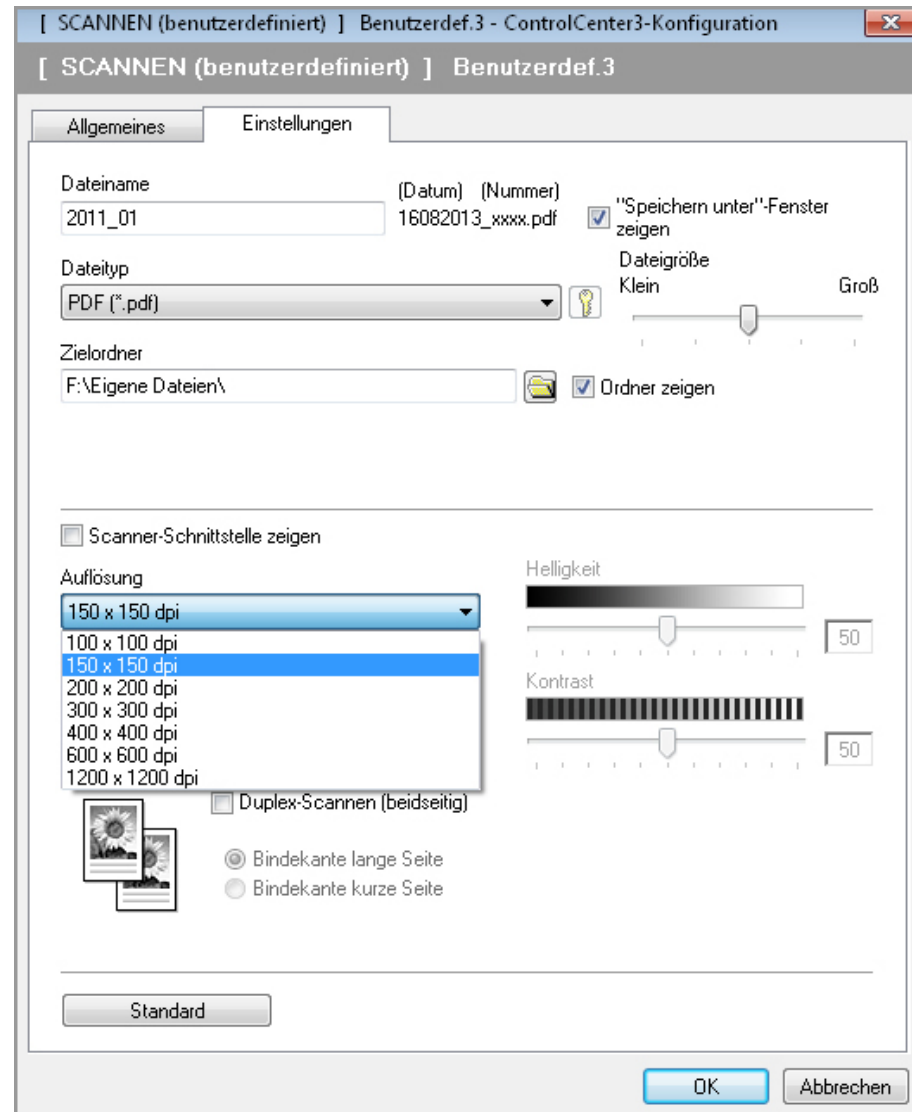 [ SCANNEN (benutzerdefiniert) ] Benutzerdef.3 - ControlCenter3-Konfiguration
[ SCANNEN (benutzerdefiniert) ] Benutzerdef.3
Allgemeines
Einstellungen
Dateiname
(Datum) (Nummer)
2011_01
16082013_xxxx.pdf
"Speichern unter"-Fenster
zeigen
Dateityp
Dateigröße
PDF (*.pdf)
Klein
Groß
Zielordner
F:\Eigene Dateien\
Ordner zeigen
Scanner-Schnittstelle zeigen
Auflösung
150 x 150 dpi
100 x 100 dpi
150 x 150 dpi
200 x 200 dpi
300 x 300 dpi
400 x 400 dpi
600 x 600 dpi
1200 x 1200 dpi
Helligkeit
50
Kontrast
50
Duplex-Scannen (beidseitig)
Bindekante lange Seite
Bindekante kurze Seite
Standard
OK
Abbrechen